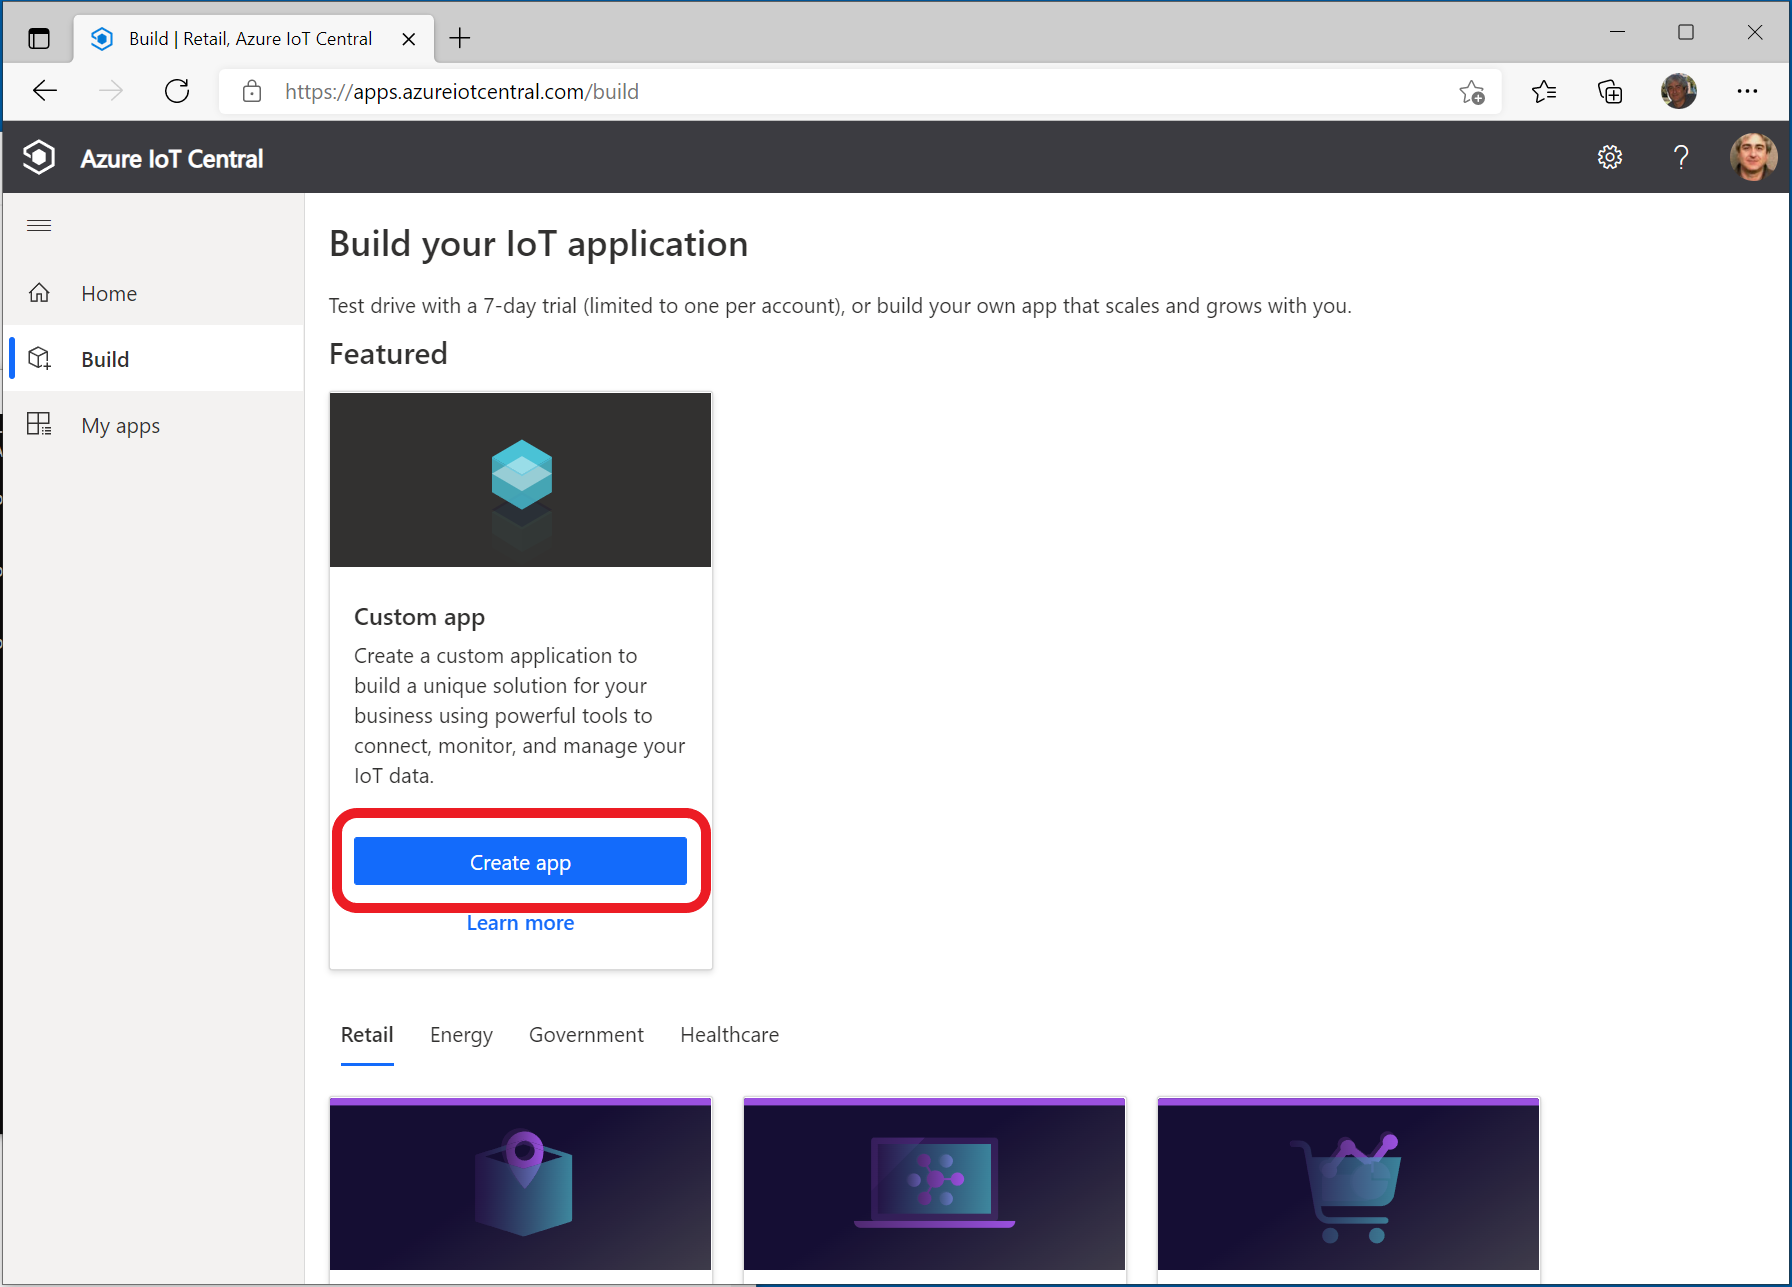 Build | Retail, Azure IoT Central
https://apps.azureiotcentral.com/build
Azure IoT Central
Home
Build
My apps
Build your IoT application
Test drive with a 7-day trial (limited to one per account), or build your own app that scales and grows with you.
Featured
Custom app
Create a custom application to
build a unique solution for your
business using powerful tools to
connect, monitor, and manage your
IoT data.
Create app
Learn more
Retail Energy Government Healthcare